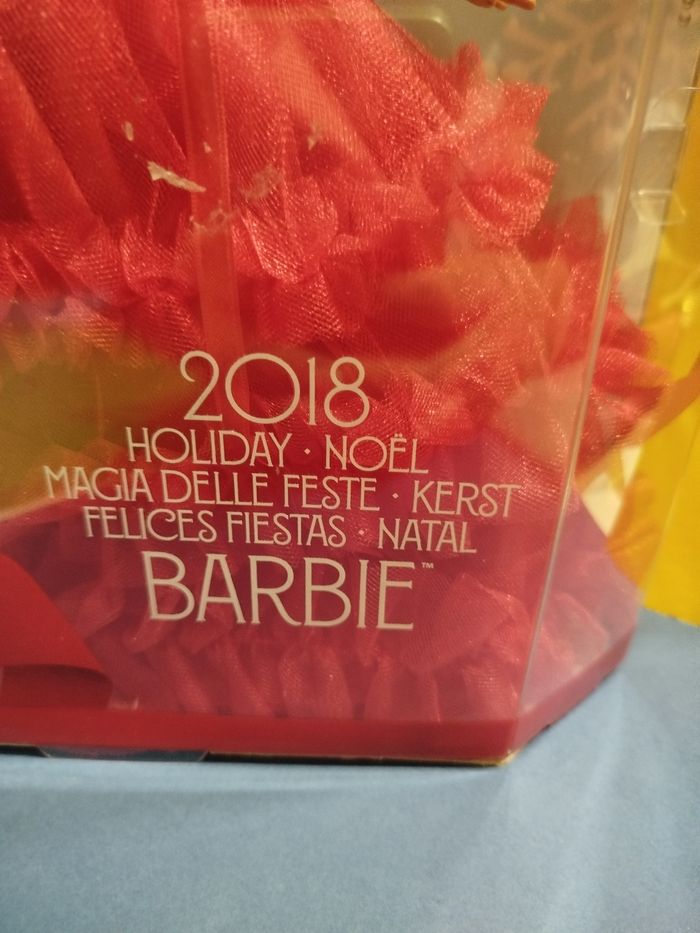 2018
HOLIDAY · NOËL
MAGIA DELLE FESTE · KERST
FELICES FIESTAS · NATAL
BARBIE™